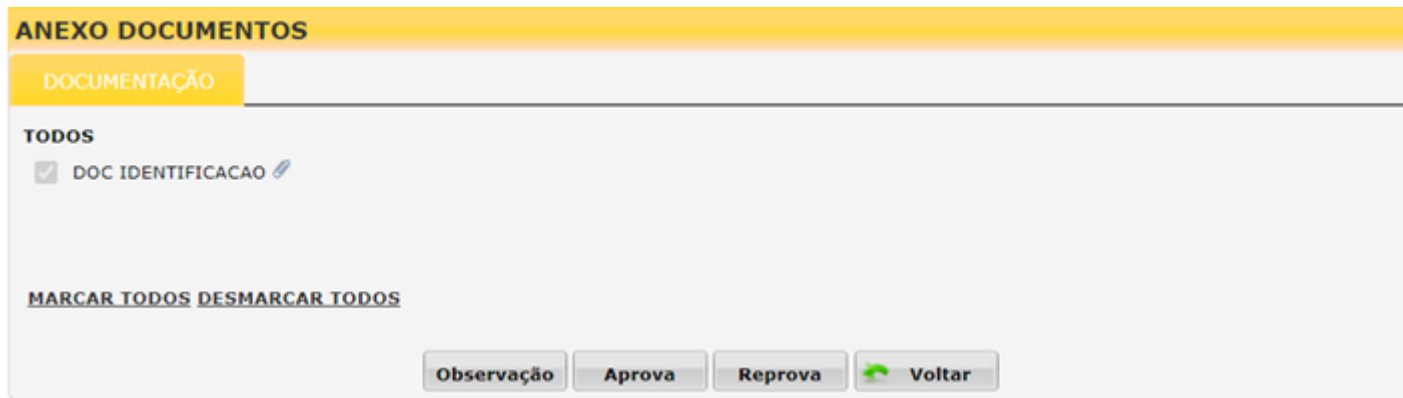 ANEXO DOCUMENTOS
DOCUMENTAÇÃO
TODOS
DOC IDENTIFICACAO
MARCAR TODOS DESMARCAR TODOS
Observação Aprova Reprova Voltar